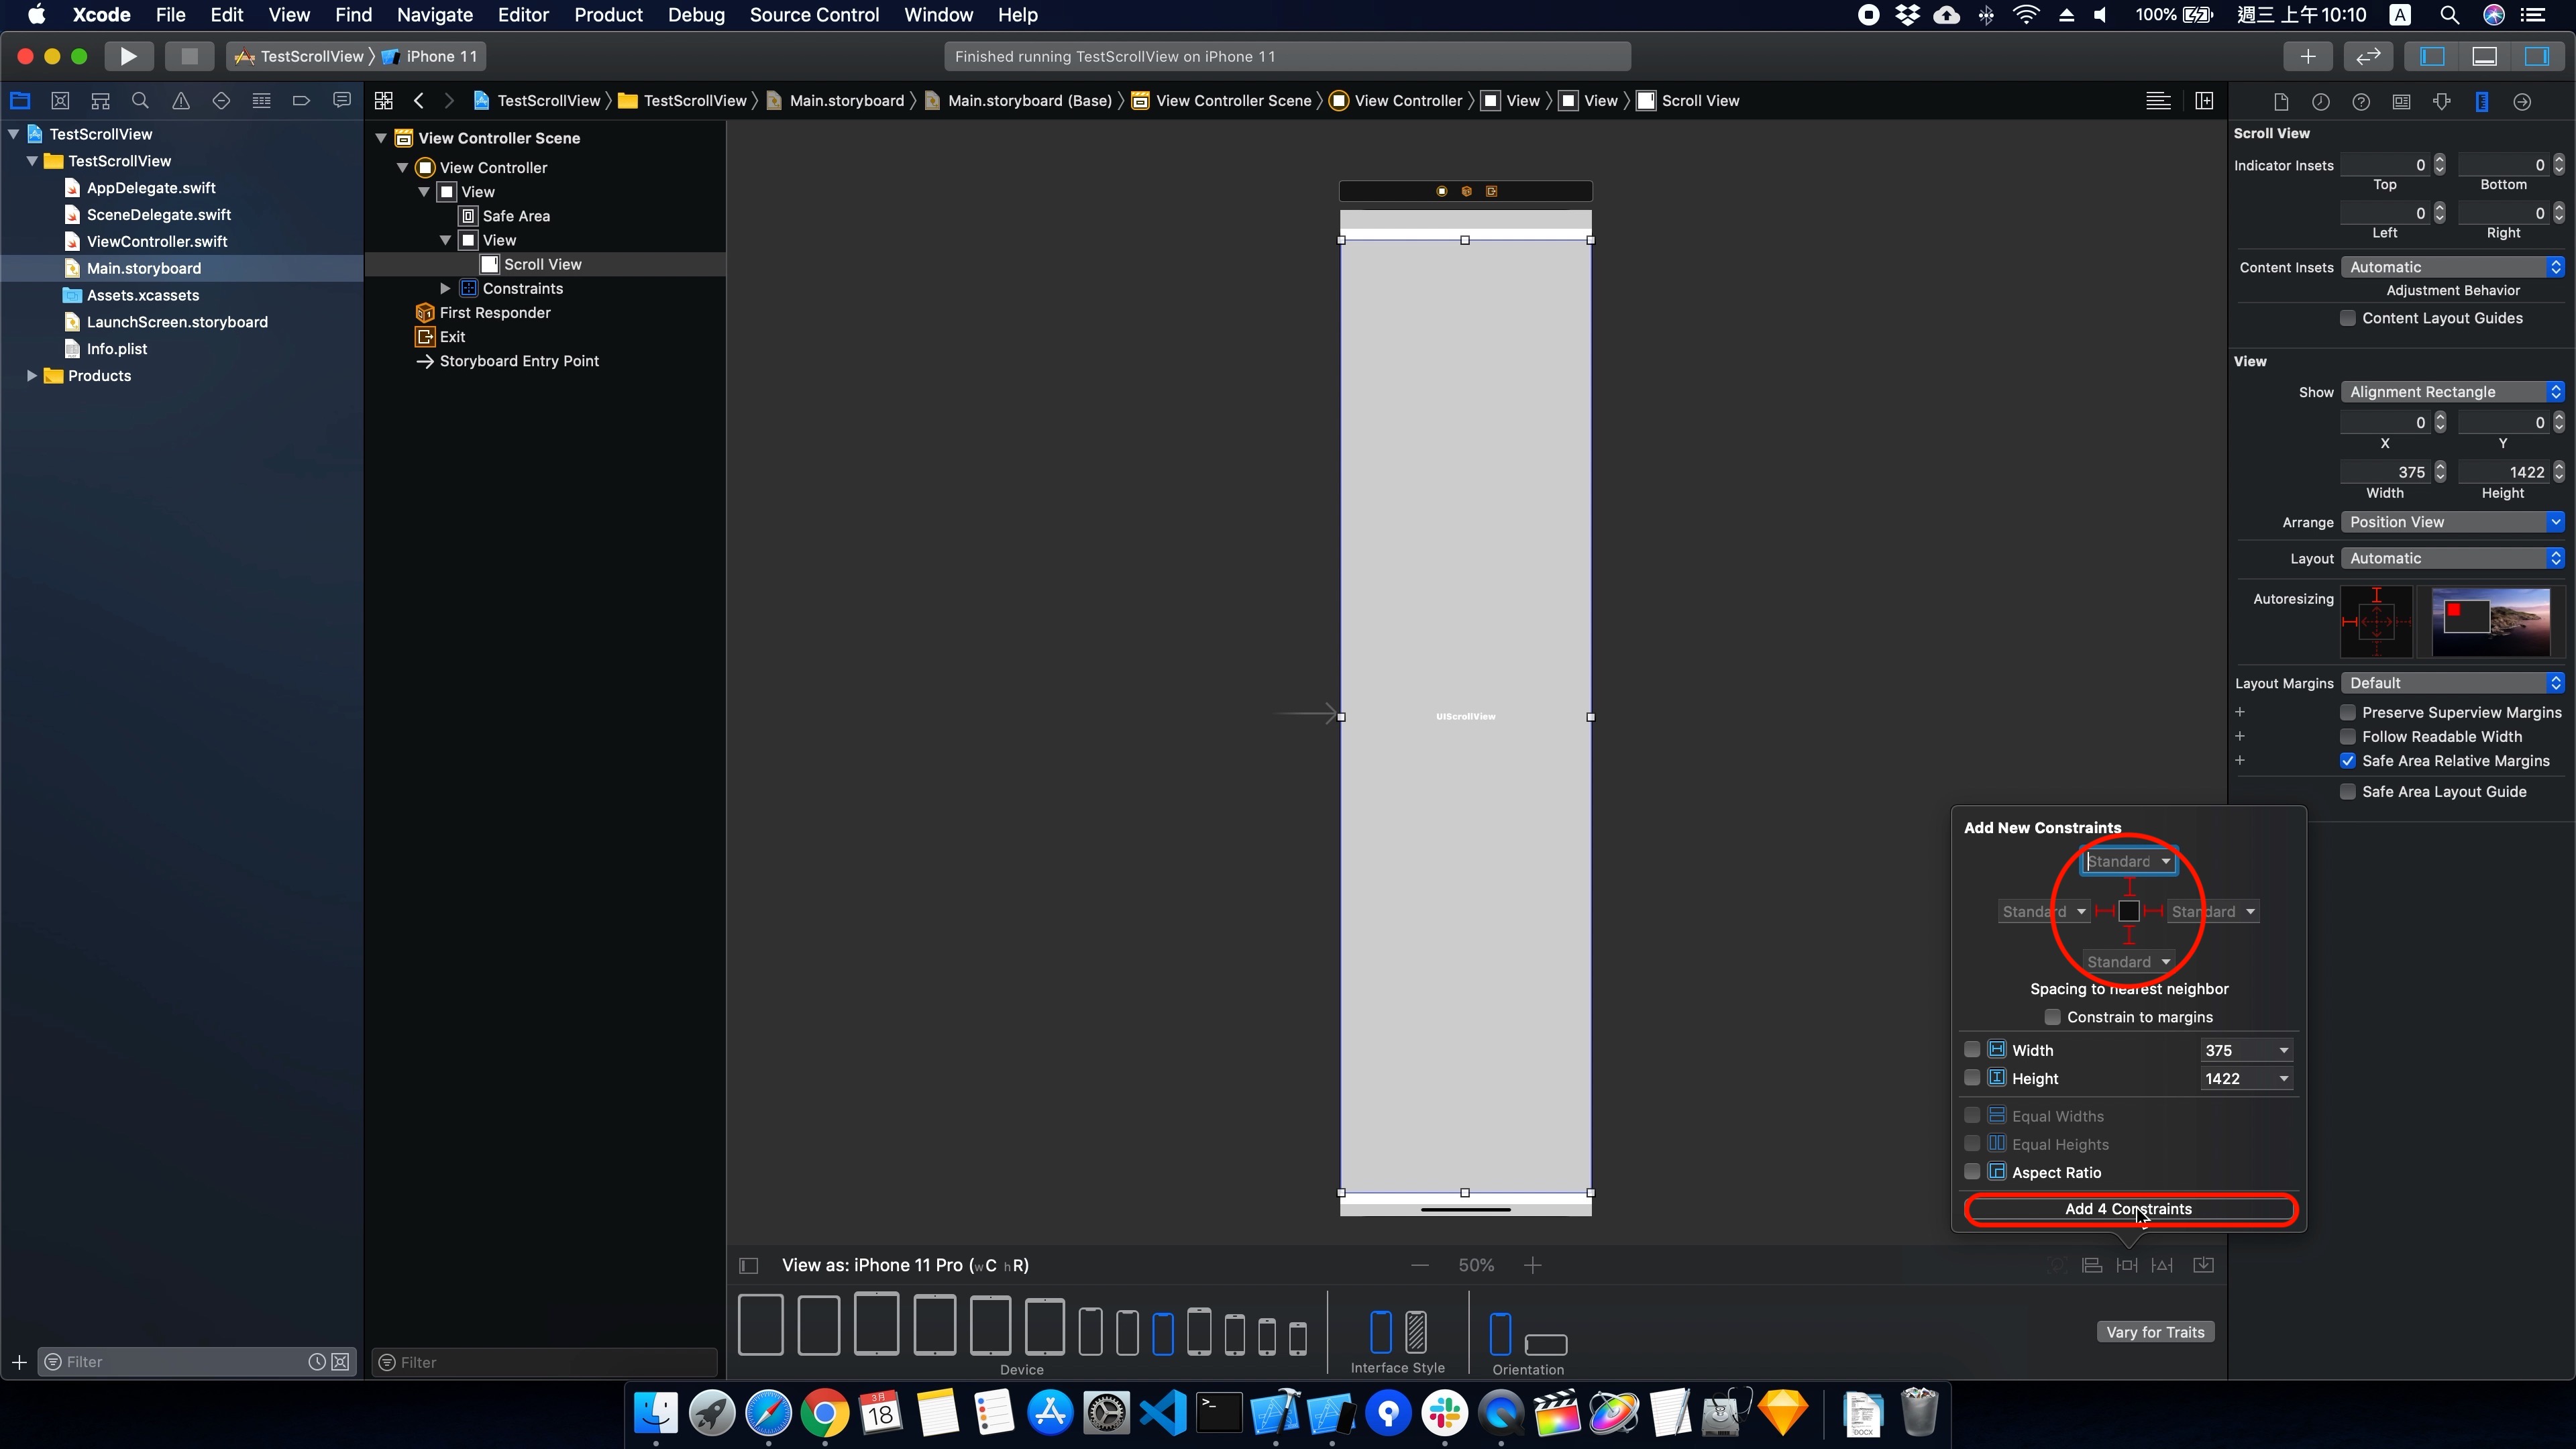 Xcode File Edit View Find Navigate Editor Product Debug Source Control Window Help 100% 週三 上午10:10 A
TestScrollView iPhone 11
Finished running TestScrollView on iPhone 11
TestScrollView TestScrollView Main.storyboard Main.storyboard (Base) View Controller Scene View Controller View View Scroll View
TestScrollView
TestScrollView
AppDelegate.swift
SceneDelegate.swift
ViewController.swift
Main.storyboard
Assets.xcassets
LaunchScreen.storyboard
Info.plist
Products
Filter
View Controller Scene
View Controller
View
Safe Area
View
Scroll View
Constraints
First Responder
Exit
Storyboard Entry Point
Filter
UIScrollView
View as: iPhone 11 Pro (wC hR)
50%
Device
Interface Style
Orientation
Vary for Traits
Scroll View
Indicator Insets 0 0
Top Bottom
0 0
Left Right
Content Insets Automatic
Adjustment Behavior
Content Layout Guides
View
Show Alignment Rectangle
0 0
X Y
375 1422
Width Height
Arrange Position View
Layout Automatic
Autoresizing
Layout Margins Default
Preserve Superview Margins
Follow Readable Width
Safe Area Relative Margins
Safe Area Layout Guide
Add New Constraints
Standard
Standard Standard
Standard
Spacing to nearest neighbor
Constrain to margins
Width 375
Height 1422
Equal Widths
Equal Heights
Aspect Ratio
Add 4 Constraints
3月
18
DOCX